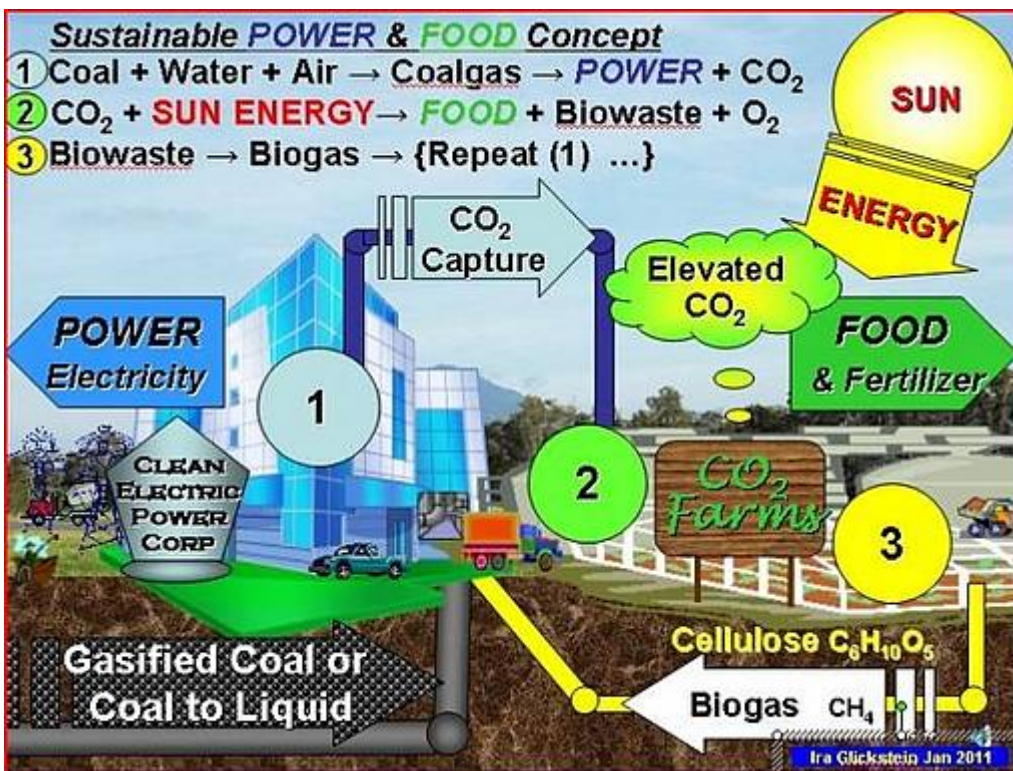 Sustainable POWER & FOOD Concept
1 Coal + Water + Air → Coalgas → POWER + CO₂
2 CO₂ + SUN ENERGY → FOOD + Biowaste + O₂
3 Biowaste → Biogas → {Repeat (1) ...}
SUN
ENERGY
CO₂
Capture
Elevated
CO₂
POWER
Electricity
FOOD
& Fertilizer
1
2
3
CLEAN
ELECTRIC
POWER
CORP
CO₂
Farms
Gasified Coal or
Coal to Liquid
Cellulose C₆H₁₀O₅
Biogas CH₄
Ira Glickstein Jan 2011